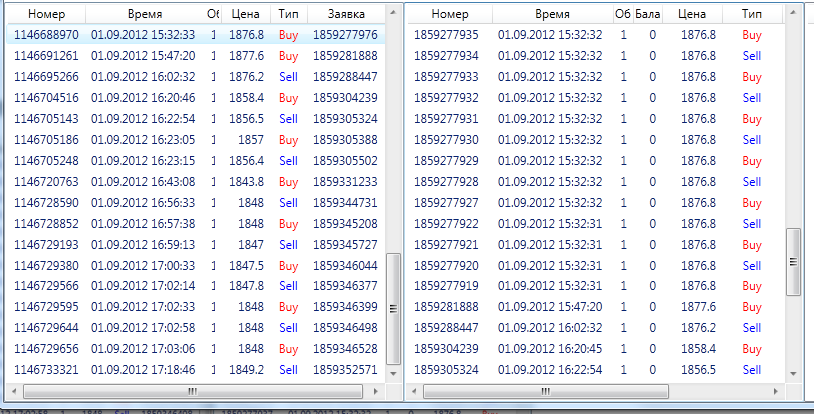 Номер Время Об Цена Тип Заявка
1146688970 01.09.2012 15:32:33 1 1876.8 Buy 1859277976
1146691261 01.09.2012 15:47:20 1 1877.6 Buy 1859281888
1146695266 01.09.2012 16:02:32 1 1876.2 Sell 1859288447
1146704516 01.09.2012 16:20:46 1 1858.4 Buy 1859304239
1146705143 01.09.2012 16:22:54 1 1856.5 Sell 1859305324
1146705186 01.09.2012 16:23:05 1 1857 Buy 1859305388
1146705248 01.09.2012 16:23:15 1 1856.4 Sell 1859305502
1146720763 01.09.2012 16:43:08 1 1843.8 Buy 1859331233
1146728590 01.09.2012 16:56:33 1 1848 Sell 1859344731
1146728852 01.09.2012 16:57:38 1 1848 Buy 1859345208
1146729193 01.09.2012 16:59:13 1 1847 Sell 1859345727
1146729380 01.09.2012 17:00:33 1 1847.5 Buy 1859346044
1146729566 01.09.2012 17:02:14 1 1847.8 Sell 1859346377
1146729595 01.09.2012 17:02:33 1 1848 Buy 1859346399
1146729644 01.09.2012 17:02:58 1 1848 Sell 1859346498
1146729656 01.09.2012 17:03:06 1 1848 Buy 1859346528
1146733321 01.09.2012 17:18:46 1 1849.2 Sell 1859352571
Номер Время Об Бала Цена Тип
1859277935 01.09.2012 15:32:32 1 0 1876.8 Buy
1859277934 01.09.2012 15:32:32 1 0 1876.8 Sell
1859277933 01.09.2012 15:32:32 1 0 1876.8 Buy
1859277932 01.09.2012 15:32:32 1 0 1876.8 Sell
1859277931 01.09.2012 15:32:32 1 0 1876.8 Buy
1859277930 01.09.2012 15:32:32 1 0 1876.8 Sell
1859277929 01.09.2012 15:32:32 1 0 1876.8 Buy
1859277928 01.09.2012 15:32:32 1 0 1876.8 Sell
1859277927 01.09.2012 15:32:32 1 0 1876.8 Buy
1859277922 01.09.2012 15:32:31 1 0 1876.8 Sell
1859277921 01.09.2012 15:32:31 1 0 1876.8 Buy
1859277920 01.09.2012 15:32:31 1 0 1876.8 Sell
1859277919 01.09.2012 15:32:31 1 0 1876.8 Buy
1859281888 01.09.2012 15:47:20 1 0 1877.6 Buy
1859288447 01.09.2012 16:02:32 1 0 1876.2 Sell
1859304239 01.09.2012 16:20:45 1 0 1858.4 Buy
1859305324 01.09.2012 16:22:54 1 0 1856.5 Sell